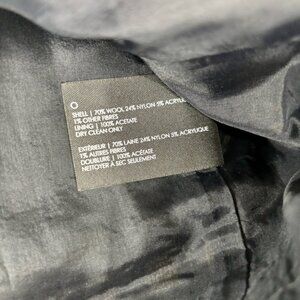 SHELL | 70% WOOL 24% NYLON 5% ACRYLIC
1% OTHER FIBRES
LINING | 100% ACETATE
DRY CLEAN ONLY
EXTÉRIEUR | 70% LAINE 24% NYLON 5% ACRYLIQUE
1% AUTRES FIBRES
DOUBLURE | 100% ACÉTATE
NETTOYER À SEC SEULEMENT